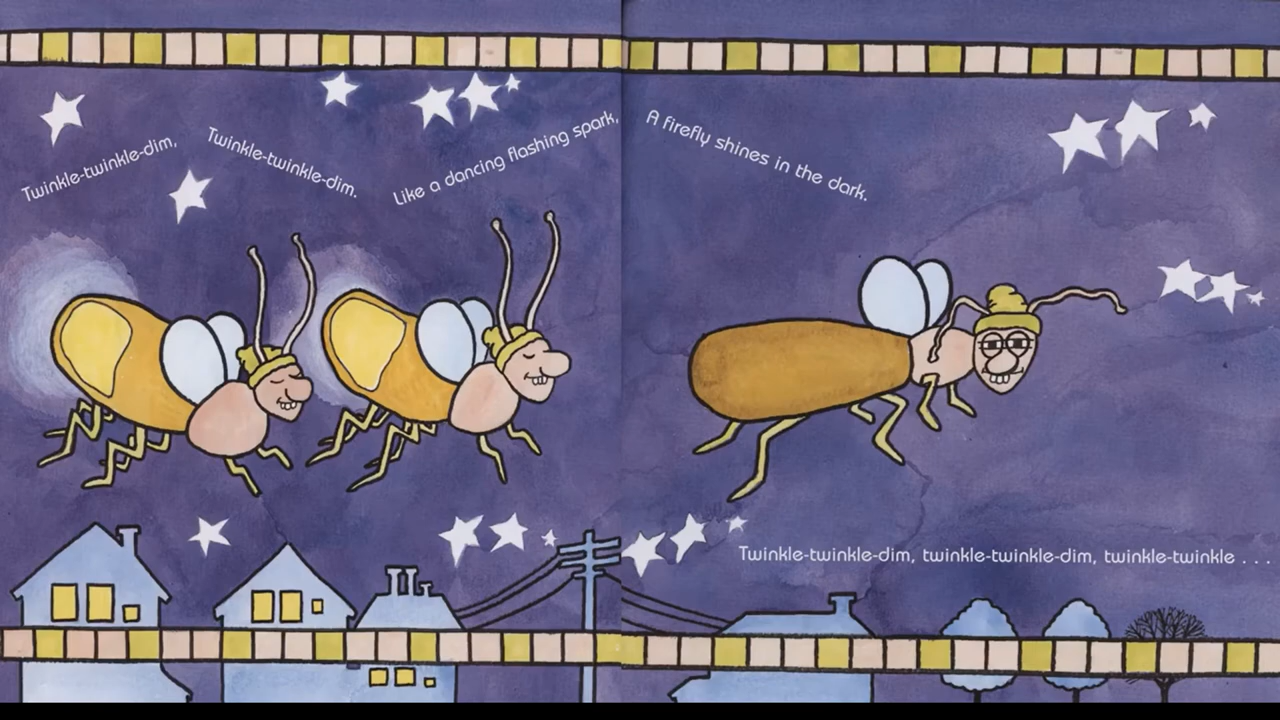 Twinkle-twinkle-dim,
Twinkle-twinkle-dim.
Like a dancing flashing spark,
A firefly shines in the dark.
Twinkle-twinkle-dim, twinkle-twinkle-dim, twinkle-twinkle . . .